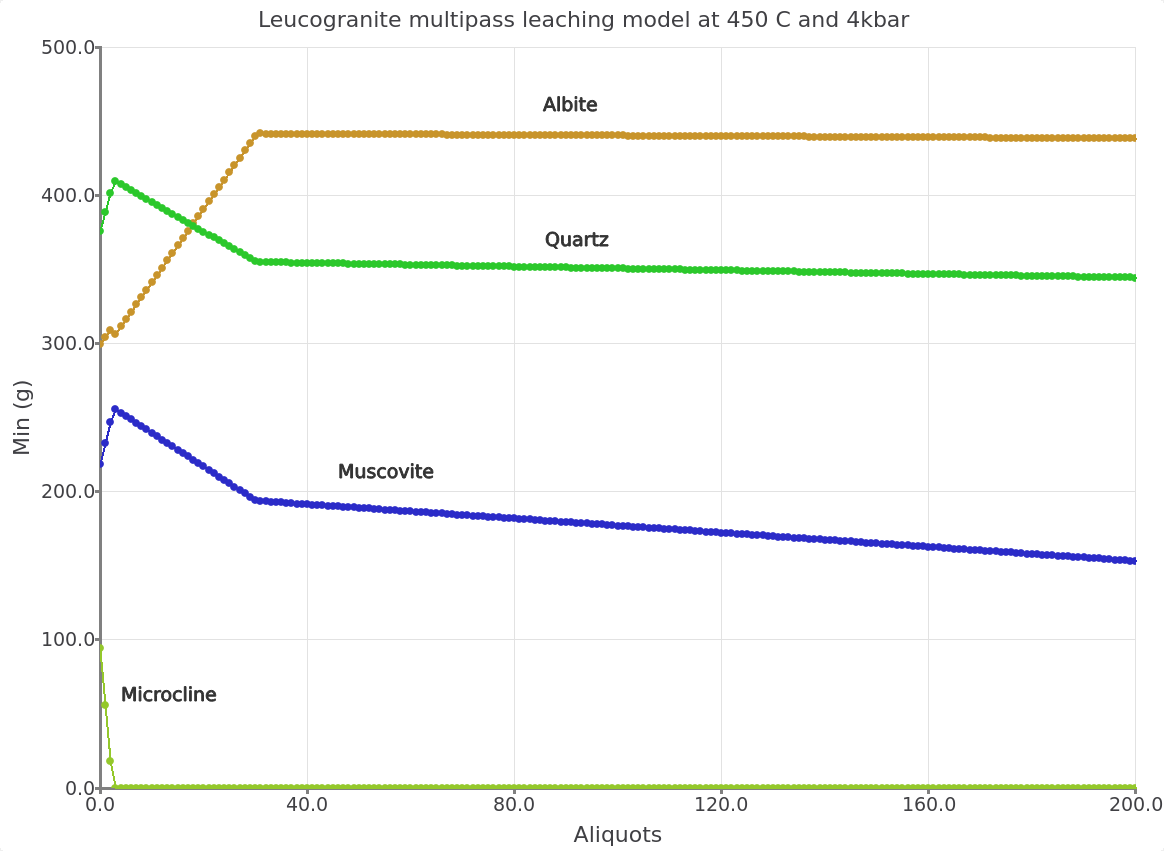 Leucogranite multipass leaching model at 450 C and 4kbar
500.0
400.0
300.0
200.0
100.0
0.0
Min (g)
Albite
Quartz
Muscovite
Microcline
0.0 40.0 80.0 120.0 160.0 200.0
Aliquots